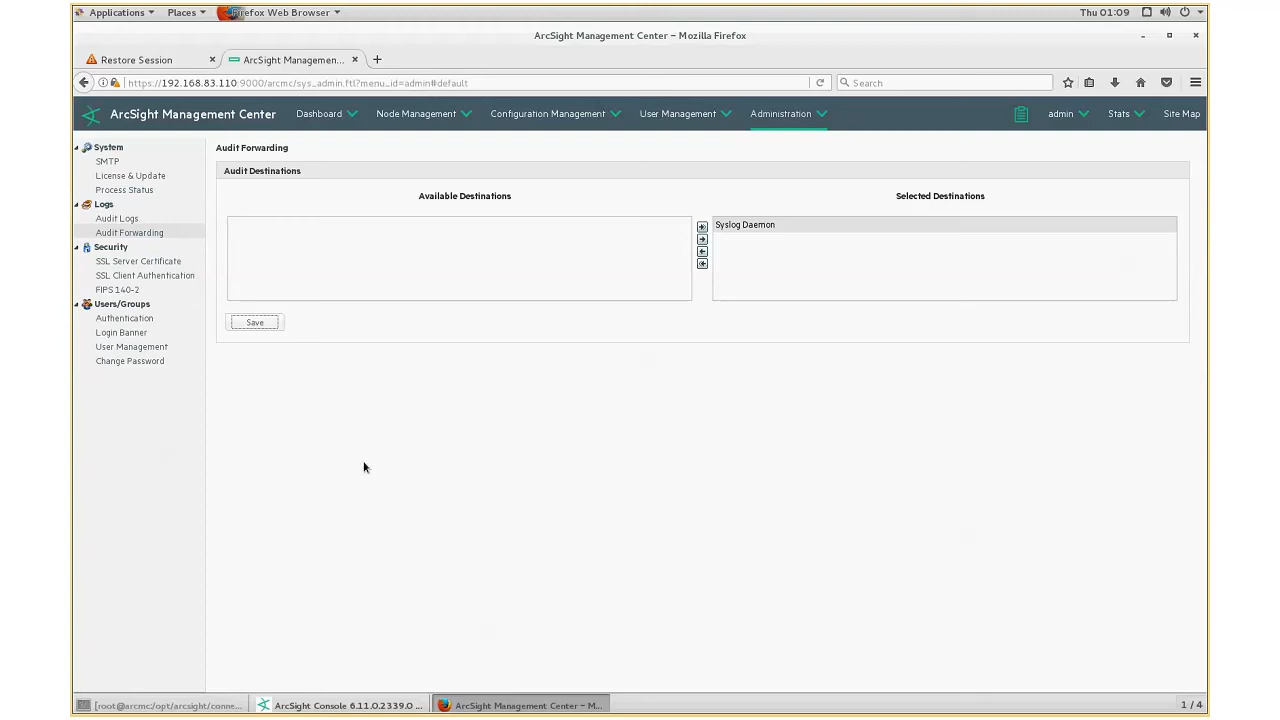 Applications
Places
Firefox Web Browser
Thu 01:09
ArcSight Management Center – Mozilla Firefox
Restore Session
ArcSight Managemen...
https://192.168.83.110:9000/arcmc/sys_admin.ftl?menu_id=admin#default
Search
ArcSight Management Center
Dashboard
Node Management
Configuration Management
User Management
Administration
admin
Stats
Site Map
System
SMTP
License & Update
Process Status
Logs
Audit Logs
Audit Forwarding
Security
SSL Server Certificate
SSL Client Authentication
FIPS 140-2
Users/Groups
Authentication
Login Banner
User Management
Change Password
Audit Forwarding
Audit Destinations
Available Destinations
Selected Destinations
Syslog Daemon
Save
[root@arcmc:/opt/arcsight/conne...
ArcSight Console 6.11.0.2339.0 ...
ArcSight Management Center – M...
1 / 4